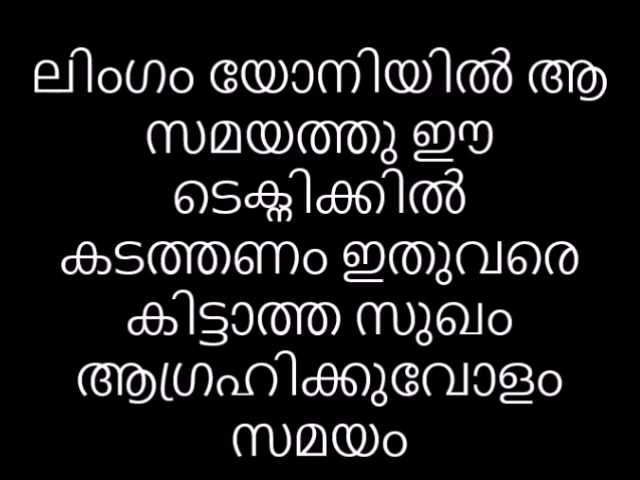 ലിംഗം യോനിയിൽ ആ
സമയത്തു ഈ
ടെക്നിക്കിൽ
കടത്തണം ഇതുവരെ
കിട്ടാത്ത സുഖം
ആഗ്രഹിക്കുവോളം
സമയം